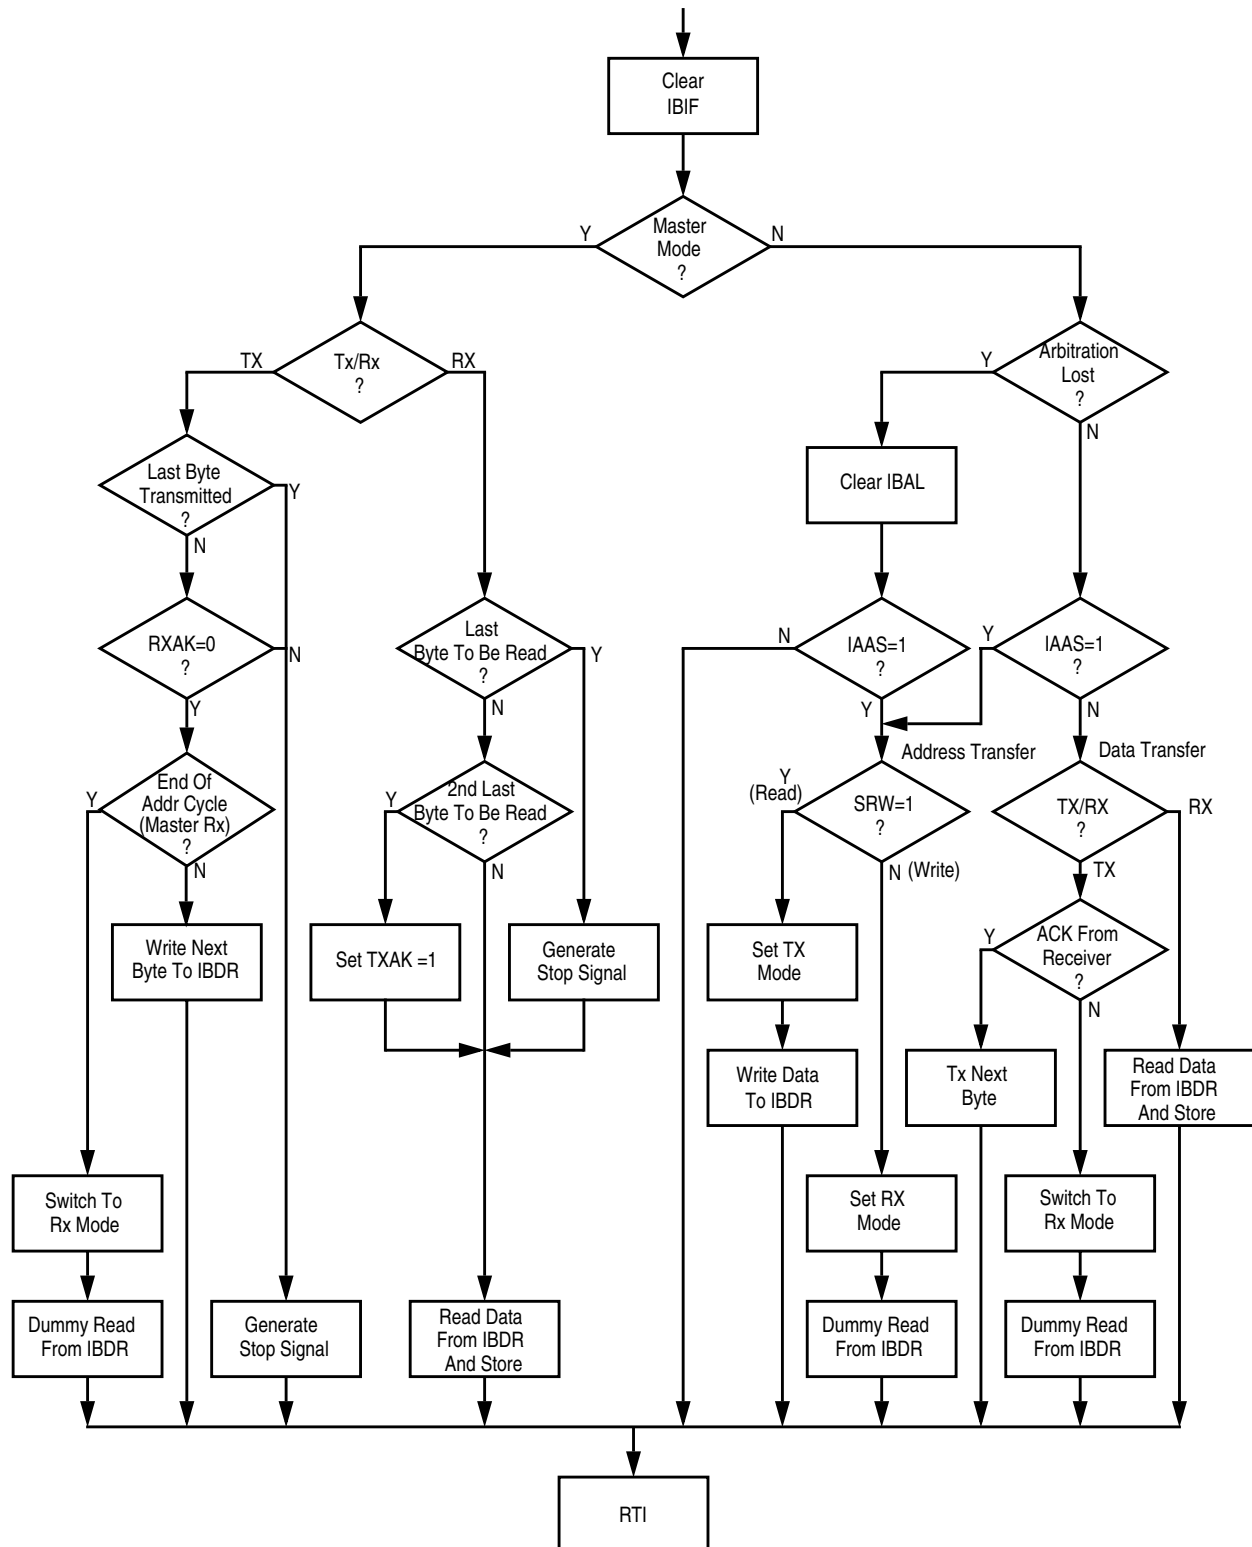 Clear
IBIF
Master
Mode
?
Y
N
Tx/Rx
?
TX
RX
Arbitration
Lost
?
Y
N
Last Byte
Transmitted
?
Y
N
Clear IBAL
RXAK=0
?
N
Y
Last
Byte To Be Read
?
Y
N
IAAS=1
?
N
Y
IAAS=1
?
Y
N
Address Transfer
Data Transfer
End Of
Addr Cycle
(Master Rx)
?
Y
N
2nd Last
Byte To Be Read
?
Y
N
Y
(Read)
SRW=1
?
N (Write)
TX/RX
?
RX
TX
Write Next
Byte To IBDR
Set TXAK =1
Generate
Stop Signal
Set TX
Mode
ACK From
Receiver
?
Y
N
Write Data
To IBDR
Tx Next
Byte
Read Data
From IBDR
And Store
Switch To
Rx Mode
Set RX
Mode
Switch To
Rx Mode
Dummy Read
From IBDR
Generate
Stop Signal
Read Data
From IBDR
And Store
Dummy Read
From IBDR
Dummy Read
From IBDR
RTI